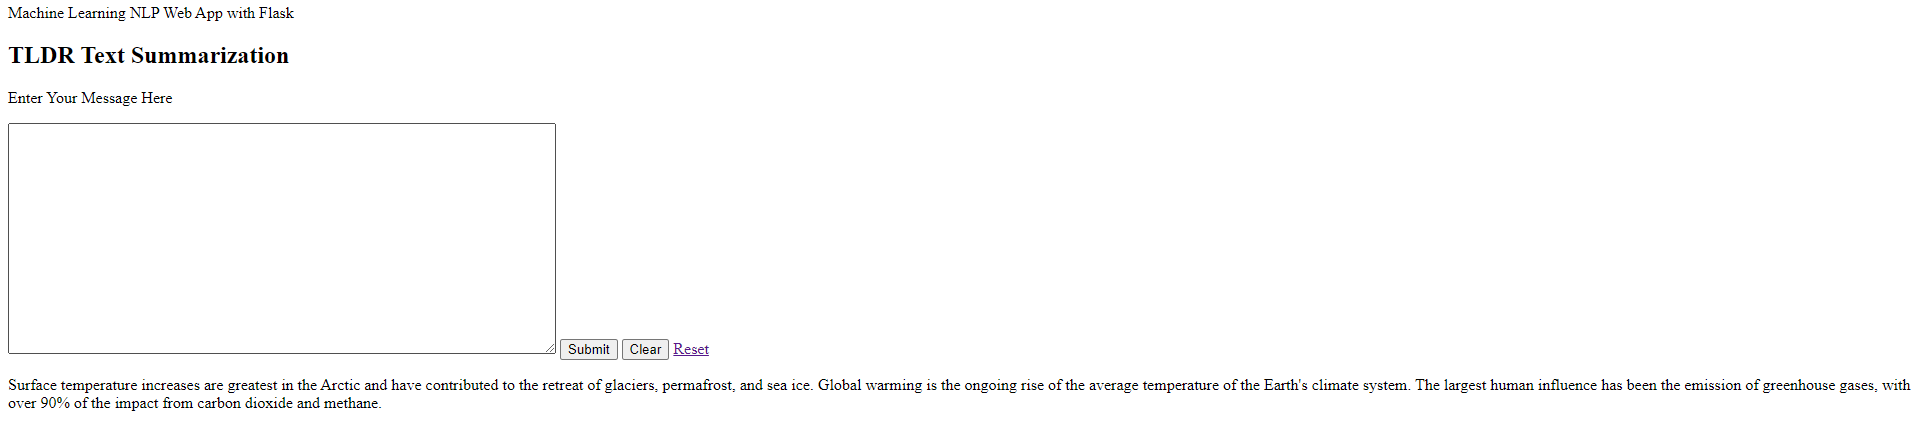 Machine Learning NLP Web App with Flask
TLDR Text Summarization
Enter Your Message Here
Submit Clear Reset
Surface temperature increases are greatest in the Arctic and have contributed to the retreat of glaciers, permafrost, and sea ice. Global warming is the ongoing rise of the average temperature of the Earth's climate system. The largest human influence has been the emission of greenhouse gases, with
over 90% of the impact from carbon dioxide and methane.